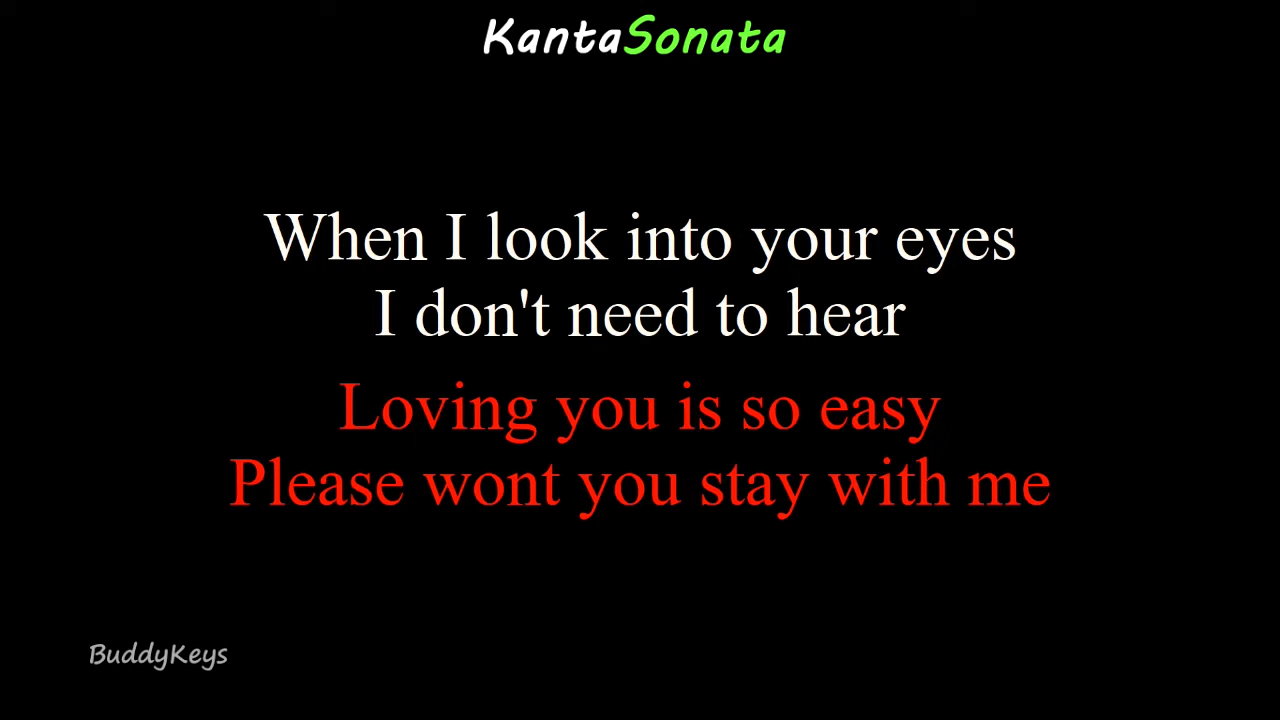 KantaSonata
When I look into your eyes
I don't need to hear
Loving you is so easy
Please wont you stay with me
BuddyKeys